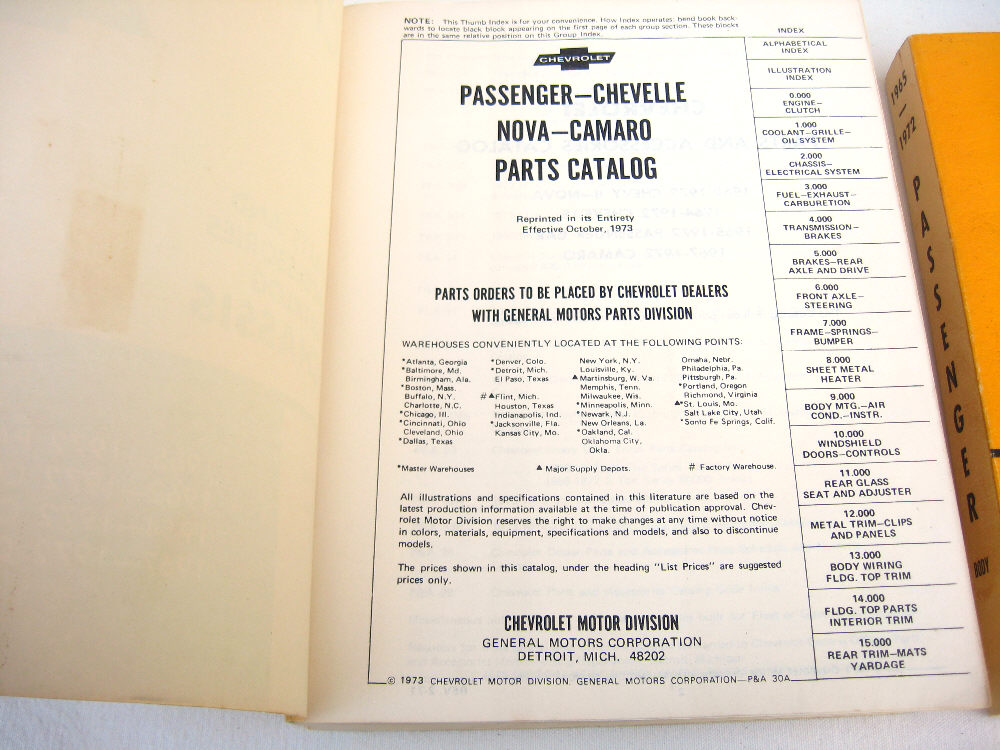 NOTE: This Thumb Index is for your convenience. How Index operates: bend book back-
wards to locate black block appearing on the first page of each group section. These blocks
are in the same relative position on this Group Index.
CHEVROLET
PASSENGER—CHEVELLE
NOVA—CAMARO
PARTS CATALOG
Reprinted in its Entirety
Effective October, 1973
PARTS ORDERS TO BE PLACED BY CHEVROLET DEALERS
WITH GENERAL MOTORS PARTS DIVISION
WAREHOUSES CONVENIENTLY LOCATED AT THE FOLLOWING POINTS:
*Atlanta, Georgia
*Baltimore, Md.
Birmingham, Ala.
*Boston, Mass.
Buffalo, N.Y.
Charlotte, N.C.
*Chicago, Ill.
*Cincinnati, Ohio
Cleveland, Ohio
*Dallas, Texas
*Denver, Colo.
*Detroit, Mich.
El Paso, Texas
#▲Flint, Mich.
Houston, Texas
Indianapolis, Ind.
*Jacksonville, Fla.
Kansas City, Mo.
New York, N.Y.
Louisville, Ky.
▲Martinsburg, W. Va.
Memphis, Tenn.
Milwaukee, Wis.
*Minneapolis, Minn.
*Newark, N.J.
New Orleans, La.
*Oakland, Cal.
Oklahoma City,
Okla.
Omaha, Nebr.
Philadelphia, Pa.
Pittsburgh, Pa.
*Portland, Oregon
Richmond, Virginia
▲*St. Louis, Mo.
Salt Lake City, Utah
*Santa Fe Springs, Calif.
*Master Warehouses ▲ Major Supply Depots. # Factory Warehouse.
All illustrations and specifications contained in this literature are based on the
latest production information available at the time of publication approval. Chev-
rolet Motor Division reserves the right to make changes at any time without notice
in colors, materials, equipment, specifications and models, and also to discontinue
models.
The prices shown in this catalog, under the heading "List Prices" are suggested
prices only.
CHEVROLET MOTOR DIVISION
GENERAL MOTORS CORPORATION
DETROIT, MICH. 48202
© 1973 CHEVROLET MOTOR DIVISION, GENERAL MOTORS CORPORATION—P&A 30A
INDEX
ALPHABETICAL
INDEX
ILLUSTRATION
INDEX
0.000
ENGINE—
CLUTCH
1.000
COOLANT—GRILLE—
OIL SYSTEM
2.000
CHASSIS—
ELECTRICAL SYSTEM
3.000
FUEL—EXHAUST—
CARBURETION
4.000
TRANSMISSION—
BRAKES
5.000
BRAKES—REAR
AXLE AND DRIVE
6.000
FRONT AXLE—
STEERING
7.000
FRAME—SPRINGS—
BUMPER
8.000
SHEET METAL
HEATER
9.000
BODY MTG.—AIR
COND.—INSTR.
10.000
WINDSHIELD
DOORS—CONTROLS
11.000
REAR GLASS
SEAT AND ADJUSTER
12.000
METAL TRIM—CLIPS
AND PANELS
13.000
BODY WIRING
FLDG. TOP TRIM
14.000
FLDG. TOP PARTS
INTERIOR TRIM
15.000
REAR TRIM—MATS
YARDAGE
1965 — 1972
PASSENGER
BODY